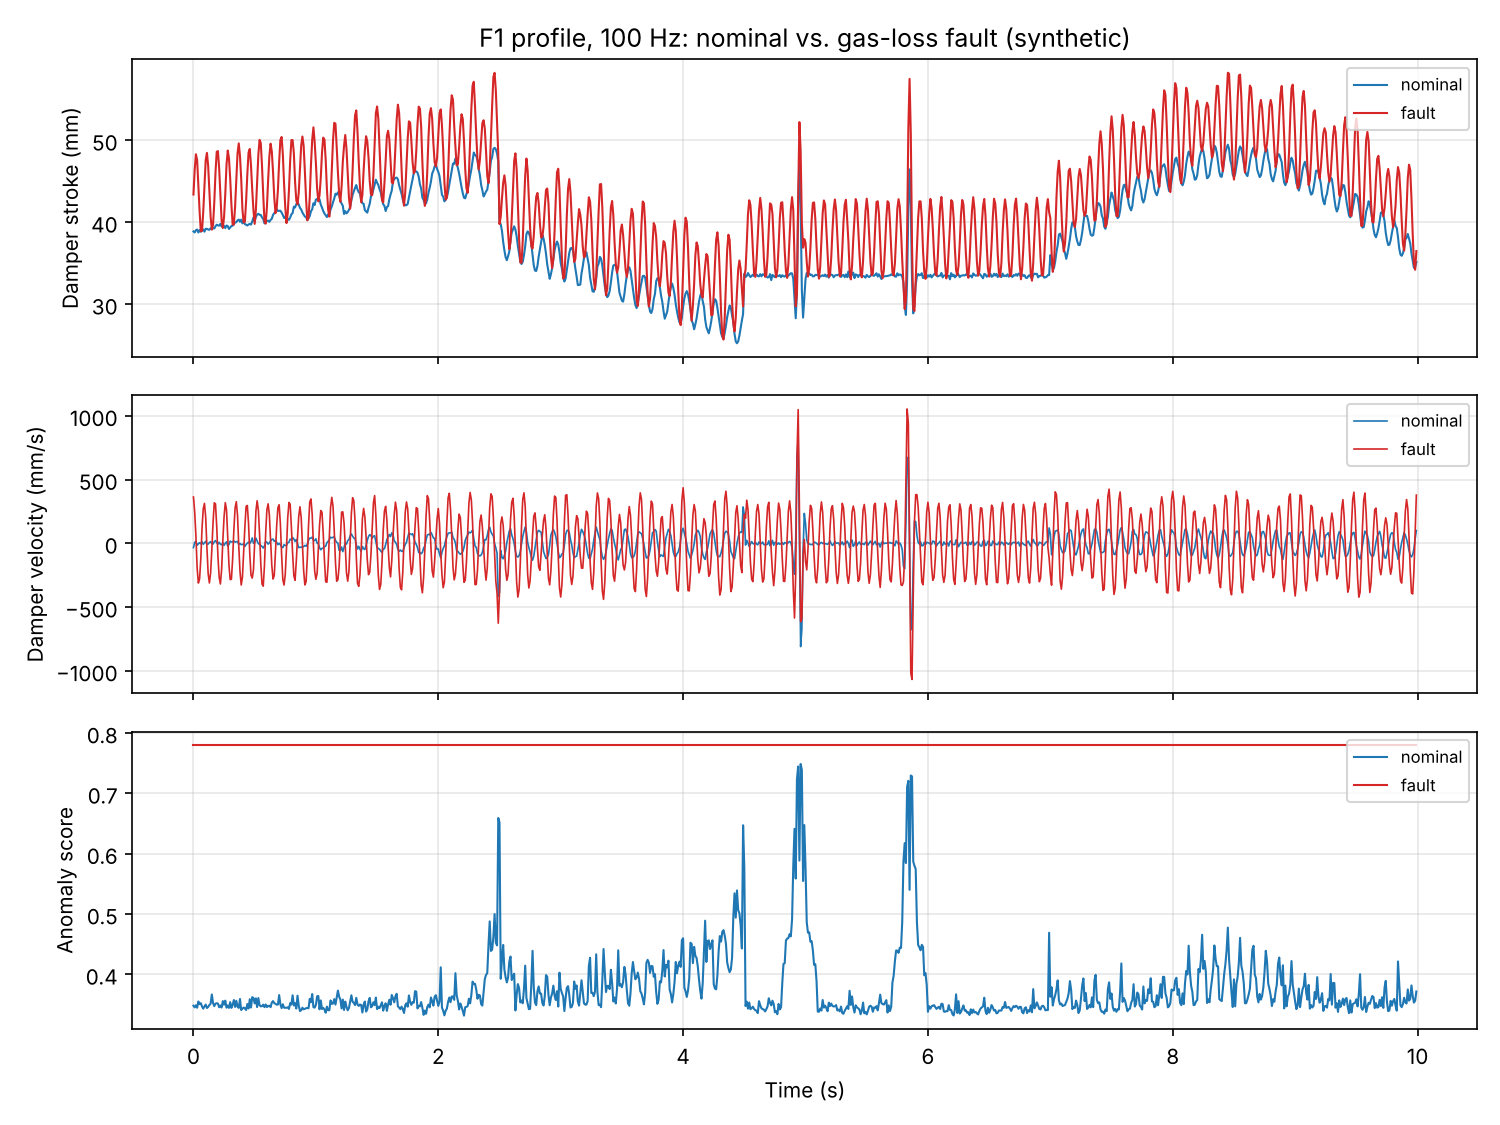 F1 profile, 100 Hz: nominal vs. gas-loss fault (synthetic)
Damper stroke (mm)
50
40
30
nominal
fault
Damper velocity (mm/s)
1000
500
0
−500
−1000
nominal
fault
Anomaly score
0.8
0.7
0.6
0.5
0.4
nominal
fault
0 2 4 6 8 10
Time (s)